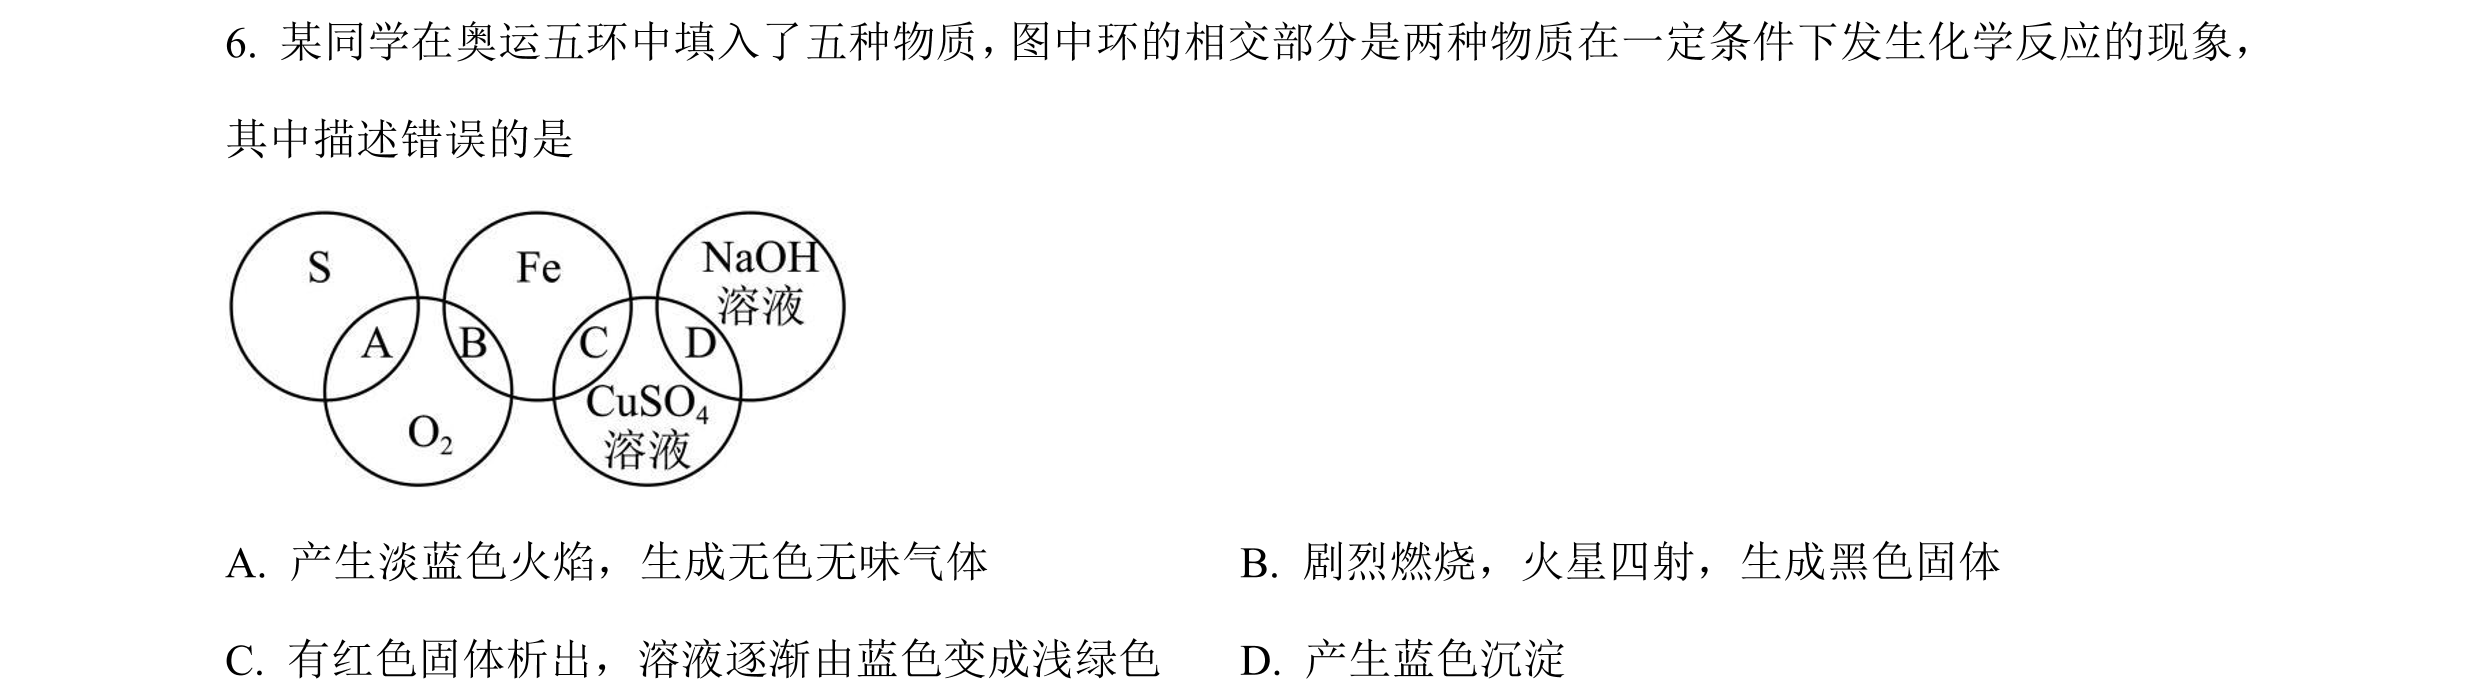 6. 某同学在奥运五环中填入了五种物质，图中环的相交部分是两种物质在一定条件下发生化学反应的现象，
其中描述错误的是
S
Fe
NaOH
溶液
A
B
C
D
O₂
CuSO₄
溶液
A. 产生淡蓝色火焰，生成无色无味气体
B. 剧烈燃烧，火星四射，生成黑色固体
C. 有红色固体析出，溶液逐渐由蓝色变成浅绿色
D. 产生蓝色沉淀